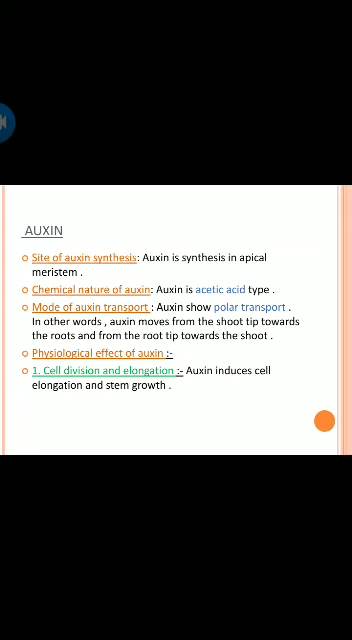 AUXIN
Site of auxin synthesis: Auxin is synthesis in apical
meristem .
Chemical nature of auxin: Auxin is acetic acid type .
Mode of auxin transport : Auxin show polar transport .
In other words , auxin moves from the shoot tip towards
the roots and from the root tip towards the shoot .
Physiological effect of auxin :-
1. Cell division and elongation :- Auxin induces cell
elongation and stem growth .